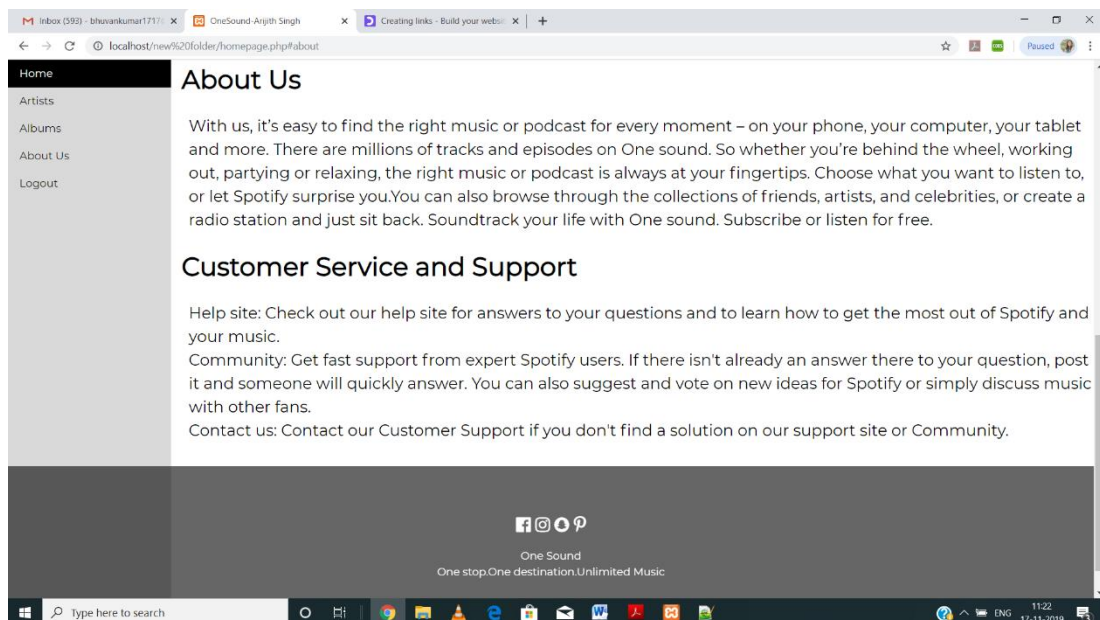 Inbox (593) - bhuvankumar1717
OneSound-Arijith Singh
Creating links - Build your websi
localhost/new%20folder/homepage.php#about
Paused
Home
Artists
Albums
About Us
Logout
About Us
With us, it’s easy to find the right music or podcast for every moment – on your phone, your computer, your tablet
and more. There are millions of tracks and episodes on One sound. So whether you’re behind the wheel, working
out, partying or relaxing, the right music or podcast is always at your fingertips. Choose what you want to listen to,
or let Spotify surprise you.You can also browse through the collections of friends, artists, and celebrities, or create a
radio station and just sit back. Soundtrack your life with One sound. Subscribe or listen for free.
Customer Service and Support
Help site: Check out our help site for answers to your questions and to learn how to get the most out of Spotify and
your music.
Community: Get fast support from expert Spotify users. If there isn't already an answer there to your question, post
it and someone will quickly answer. You can also suggest and vote on new ideas for Spotify or simply discuss music
with other fans.
Contact us: Contact our Customer Support if you don't find a solution on our support site or Community.
One Sound
One stop.One destination.Unlimited Music
Type here to search
ENG
11:22
17-11-2019